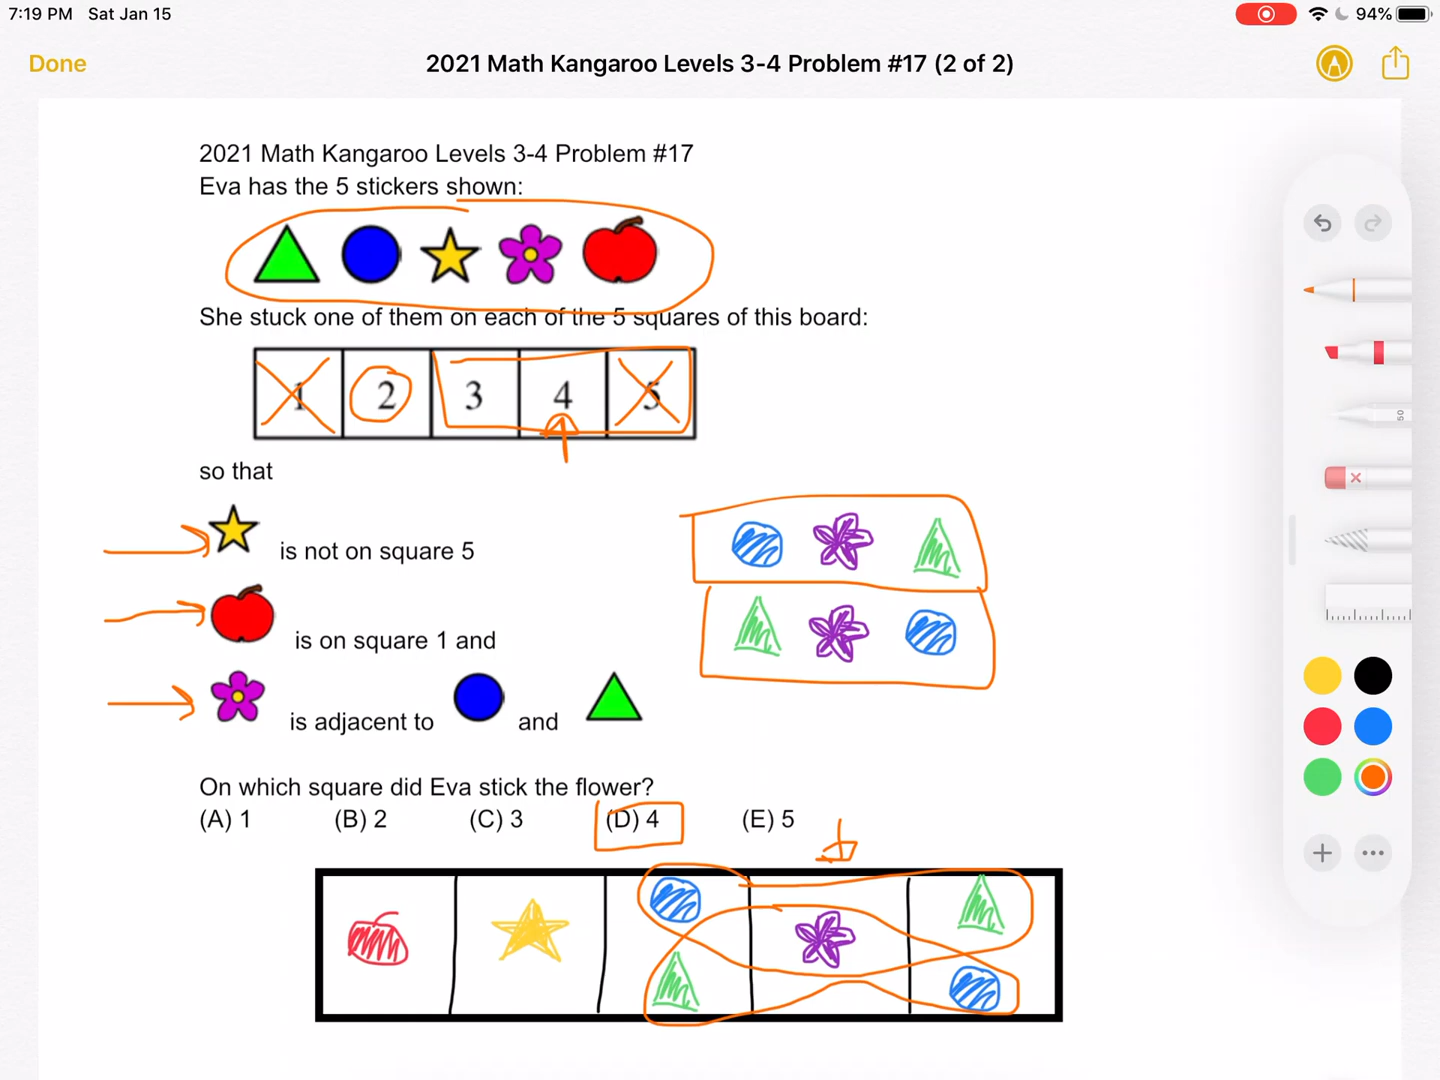 7:19 PM Sat Jan 15 94%
Done 2021 Math Kangaroo Levels 3-4 Problem #17 (2 of 2)
2021 Math Kangaroo Levels 3-4 Problem #17
Eva has the 5 stickers shown:
She stuck one of them on each of the 5 squares of this board:
1 2 3 4 5
so that
is not on square 5
is on square 1 and
is adjacent to and
On which square did Eva stick the flower?
(A) 1 (B) 2 (C) 3 (D) 4 (E) 5
50